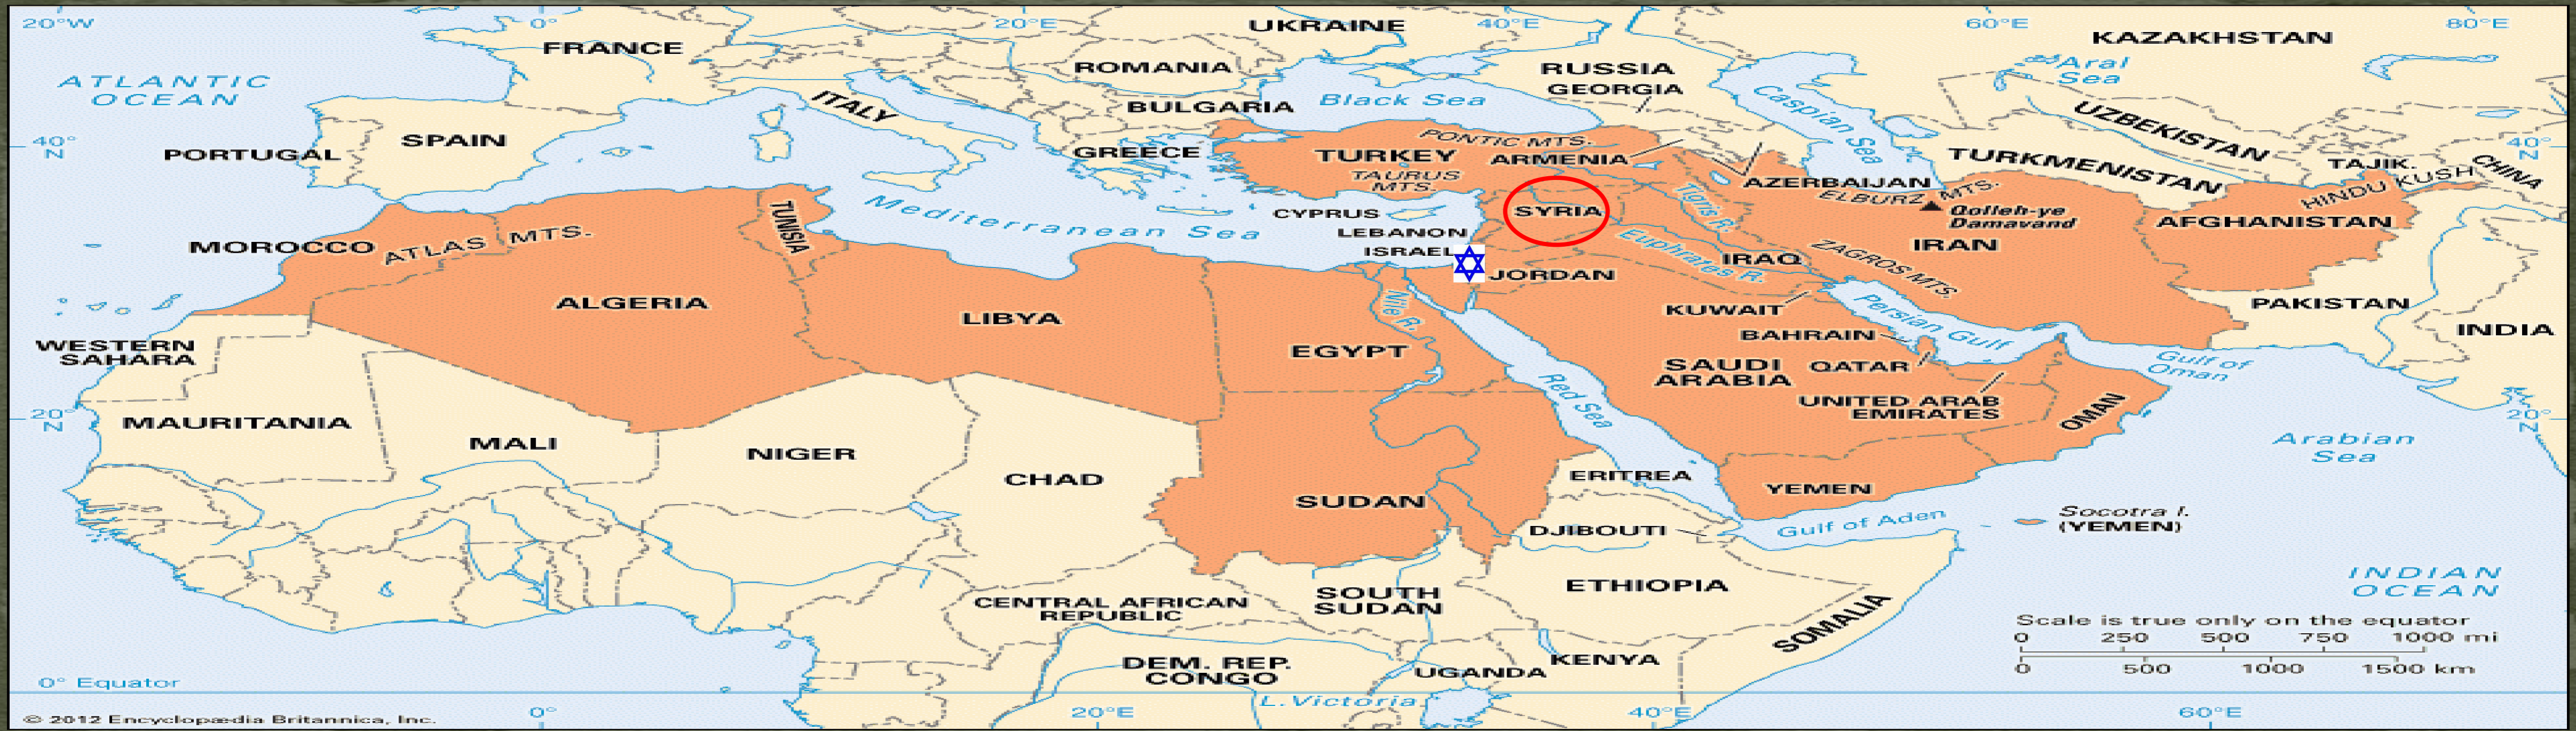 20°W
0°
20°E
40°E
60°E
80°E
UKRAINE
KAZAKHSTAN
FRANCE
ROMANIA
RUSSIA
Aral
Sea
ATLANTIC
OCEAN
GEORGIA
ITALY
BULGARIA
Black Sea
Caspian Sea
UZBEKISTAN
40°
N
SPAIN
PORTUGAL
GREECE
PONTIC MTS.
TURKEY
ARMENIA
TURKMENISTAN
TAJIK.
CHINA
40°
N
TAURUS
MTS.
AZERBAIJAN
ELBURZ MTS.
HINDU KUSH
TUNISIA
Mediterranean Sea
CYPRUS
SYRIA
Tigris R.
Qolleh-ye
Damavand
AFGHANISTAN
MOROCCO
ATLAS MTS.
LEBANON
ISRAEL
Euphrates R.
IRAQ
ZAGROS MTS.
IRAN
JORDAN
ALGERIA
LIBYA
Nile R.
KUWAIT
Persian Gulf
PAKISTAN
INDIA
WESTERN
SAHARA
EGYPT
BAHRAIN
SAUDI
ARABIA
QATAR
Gulf of
Oman
Red Sea
UNITED ARAB
EMIRATES
OMAN
20°
N
20°
N
MAURITANIA
MALI
NIGER
CHAD
Arabian
Sea
SUDAN
ERITREA
YEMEN
DJIBOUTI
Gulf of Aden
Socotra I.
(YEMEN)
SOUTH
SUDAN
ETHIOPIA
INDIAN
OCEAN
CENTRAL AFRICAN
REPUBLIC
SOMALIA
Scale is true only on the equator
0 250 500 750 1000 mi
0 500 1000 1500 km
DEM. REP.
CONGO
UGANDA
KENYA
0° Equator
L.Victoria
© 2012 Encyclopædia Britannica, Inc.
0°
20°E
40°E
60°E